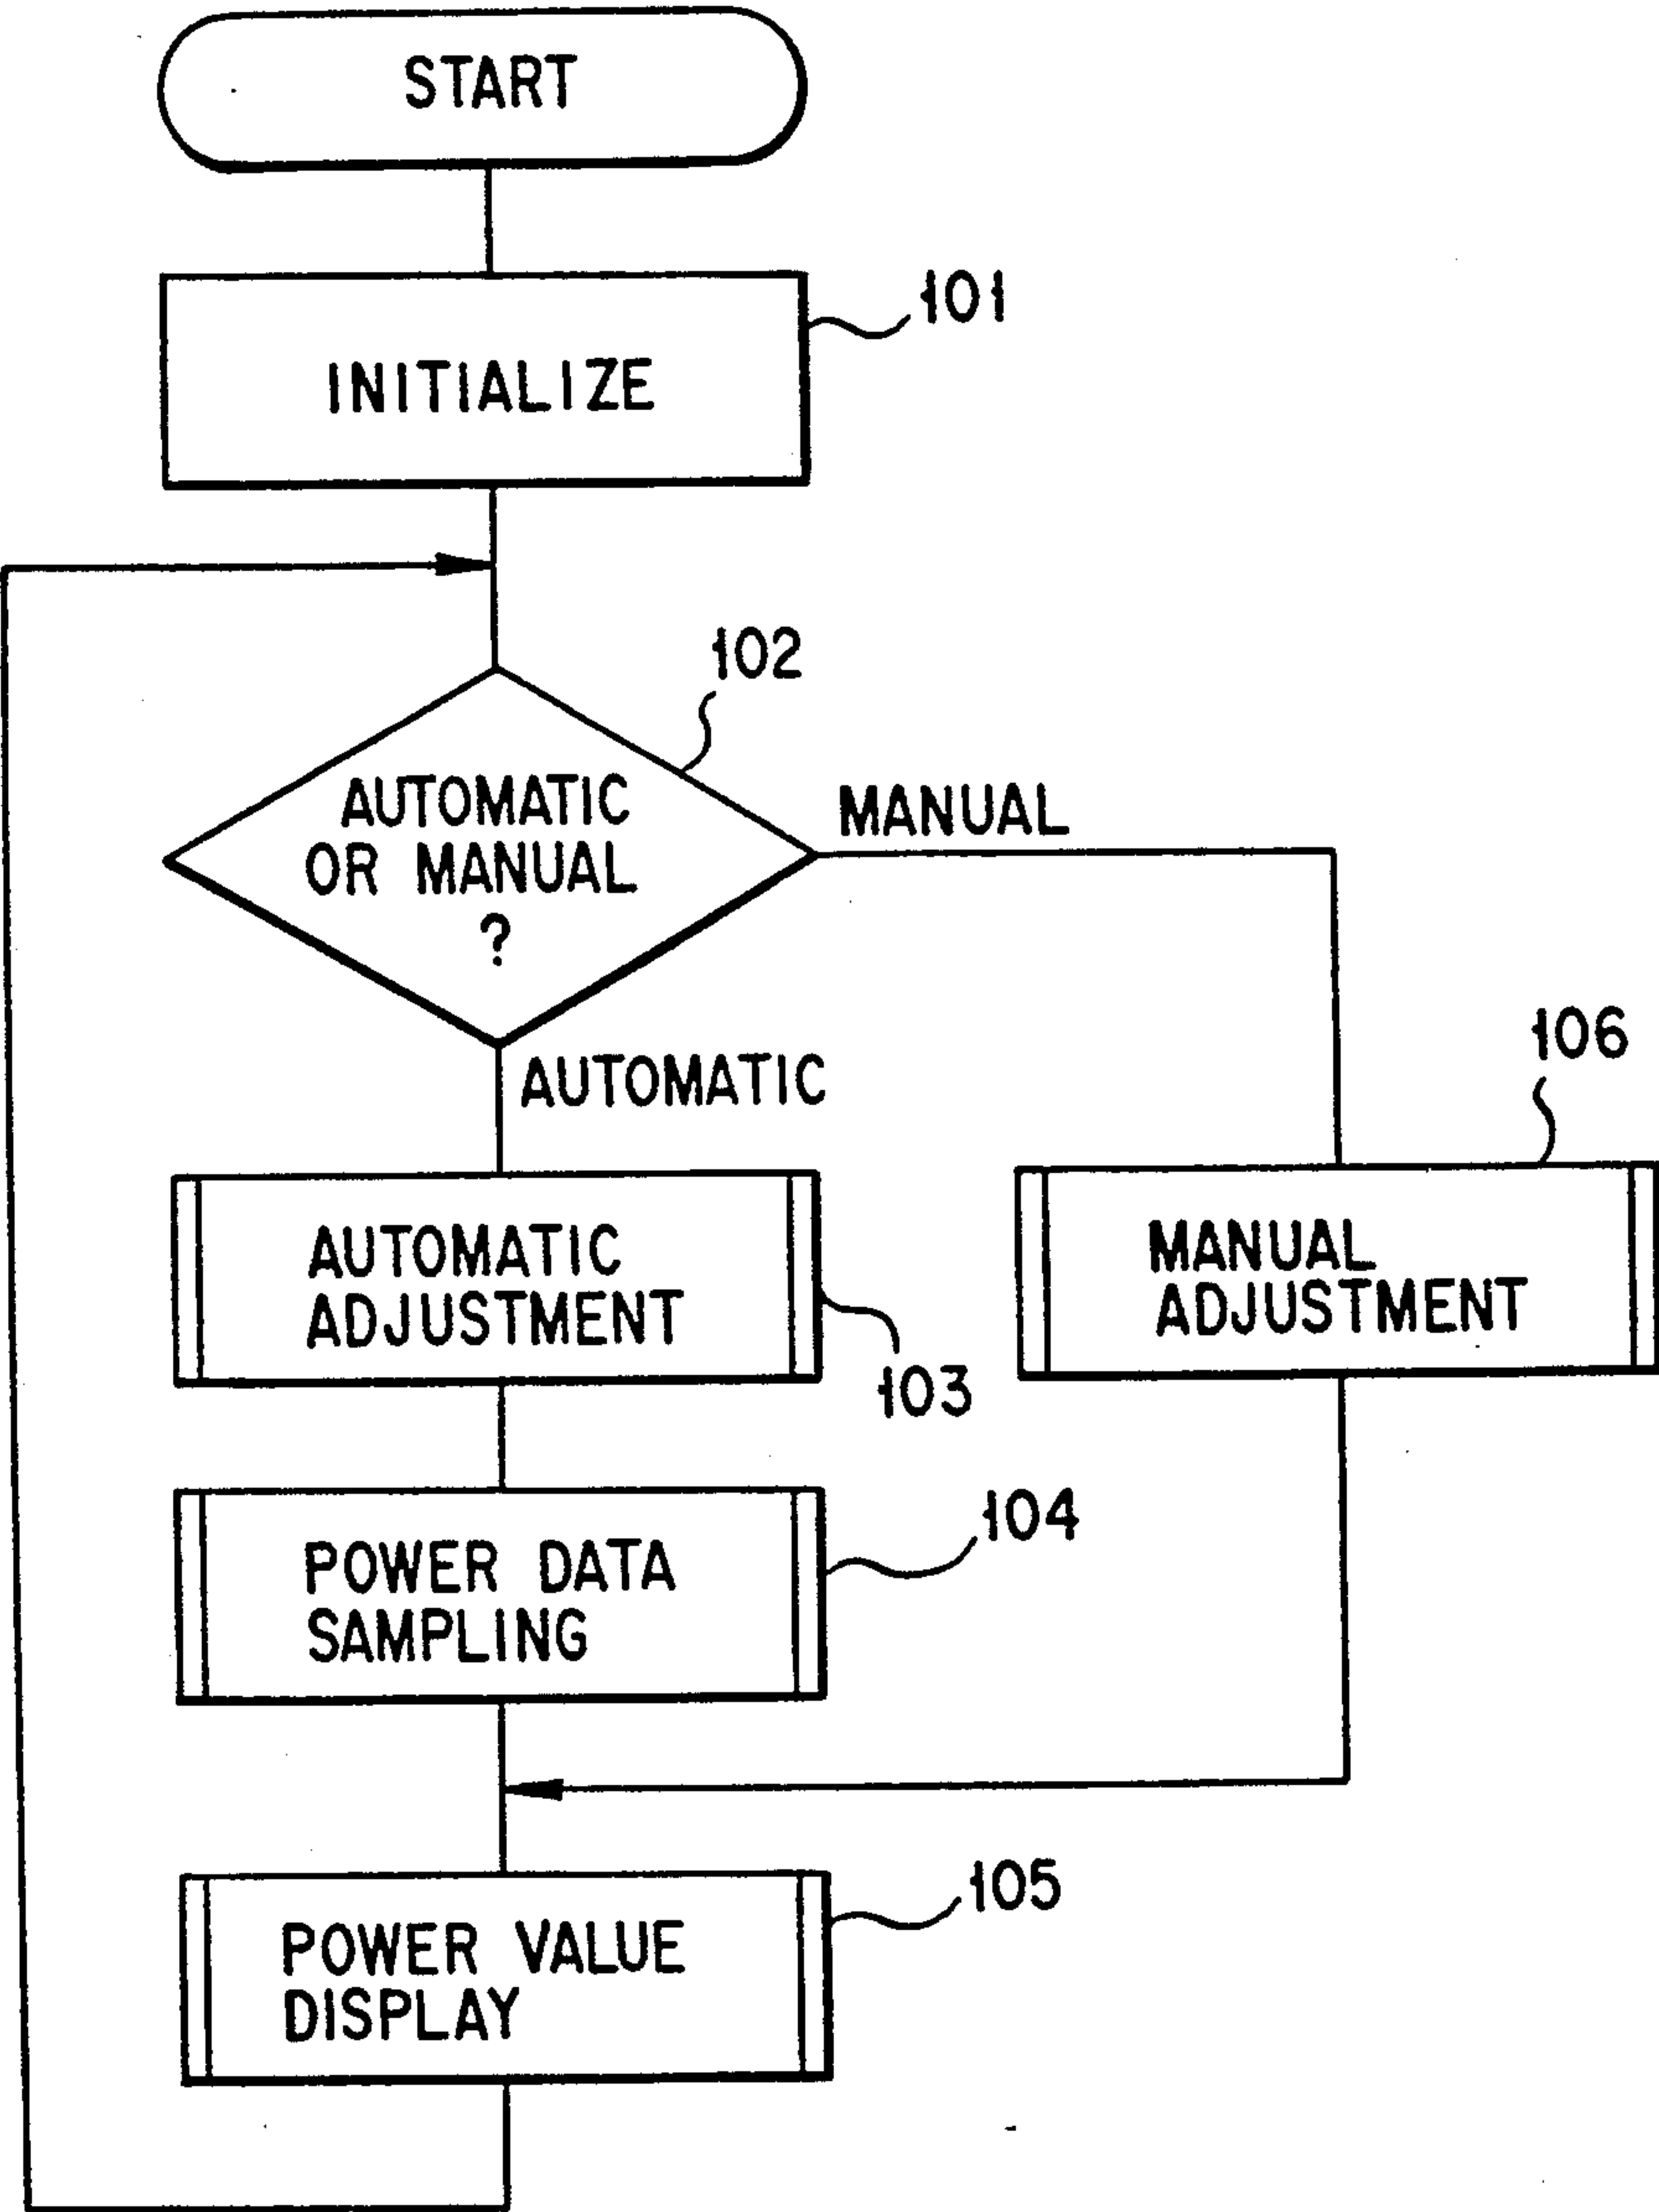 START
101
INITIALIZE
102
AUTOMATIC
OR MANUAL
?
MANUAL
AUTOMATIC
106
AUTOMATIC
ADJUSTMENT
103
MANUAL
ADJUSTMENT
104
POWER DATA
SAMPLING
105
POWER VALUE
DISPLAY